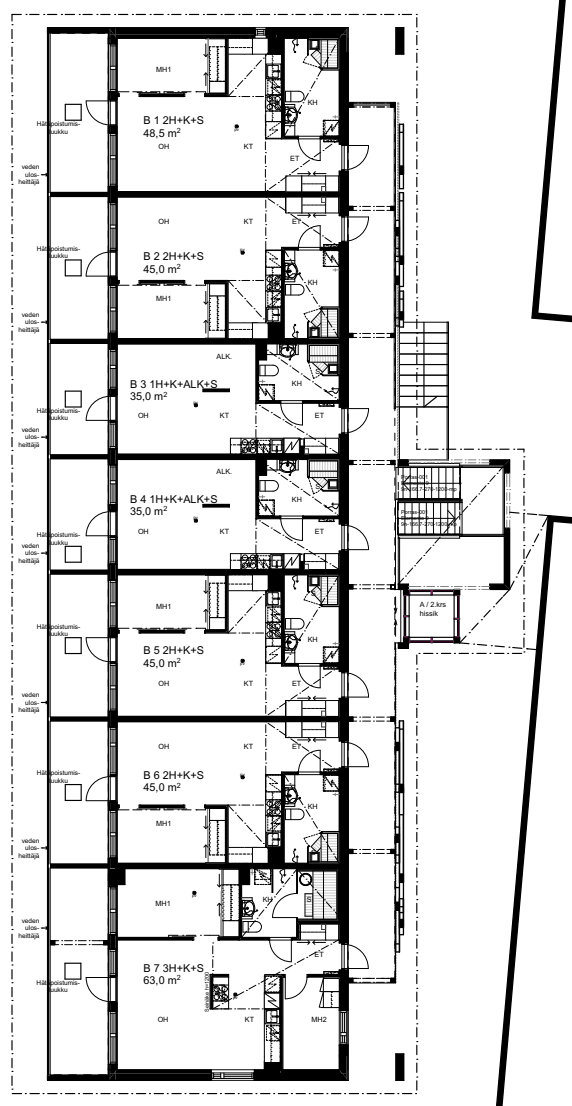 MH1
KH
Hätäpoistumis-
luukku
B 1 2H+K+S
48,5 m²
OH
KT
ET
veden
ulos-
heittäjä
OH
KT
ET
B 2 2H+K+S
45,0 m²
Hätäpoistumis-
luukku
KH
MH1
veden
ulos-
heittäjä
ALK.
S
B 3 1H+K+ALK+S
35,0 m²
KH
Hätäpoistumis-
luukku
OH
KT
ET
veden
ulos-
heittäjä
ALK.
S
B 4 1H+K+ALK+S
35,0 m²
KH
OH
KT
ET
Hätäpoistumis-
luukku
veden
ulos-
heittäjä
Porras-001
Porras-001
A / 2.krs
hissik
MH1
KH
Hätäpoistumis-
luukku
B 5 2H+K+S
45,0 m²
OH
KT
ET
veden
ulos-
heittäjä
OH
KT
ET
B 6 2H+K+S
45,0 m²
Hätäpoistumis-
luukku
KH
MH1
veden
ulos-
heittäjä
MH1
KH
S
veden
ulos-
heittäjä
ET
B 7 3H+K+S
63,0 m²
Hätäpoistumis-
luukku
OH
KT
MH2